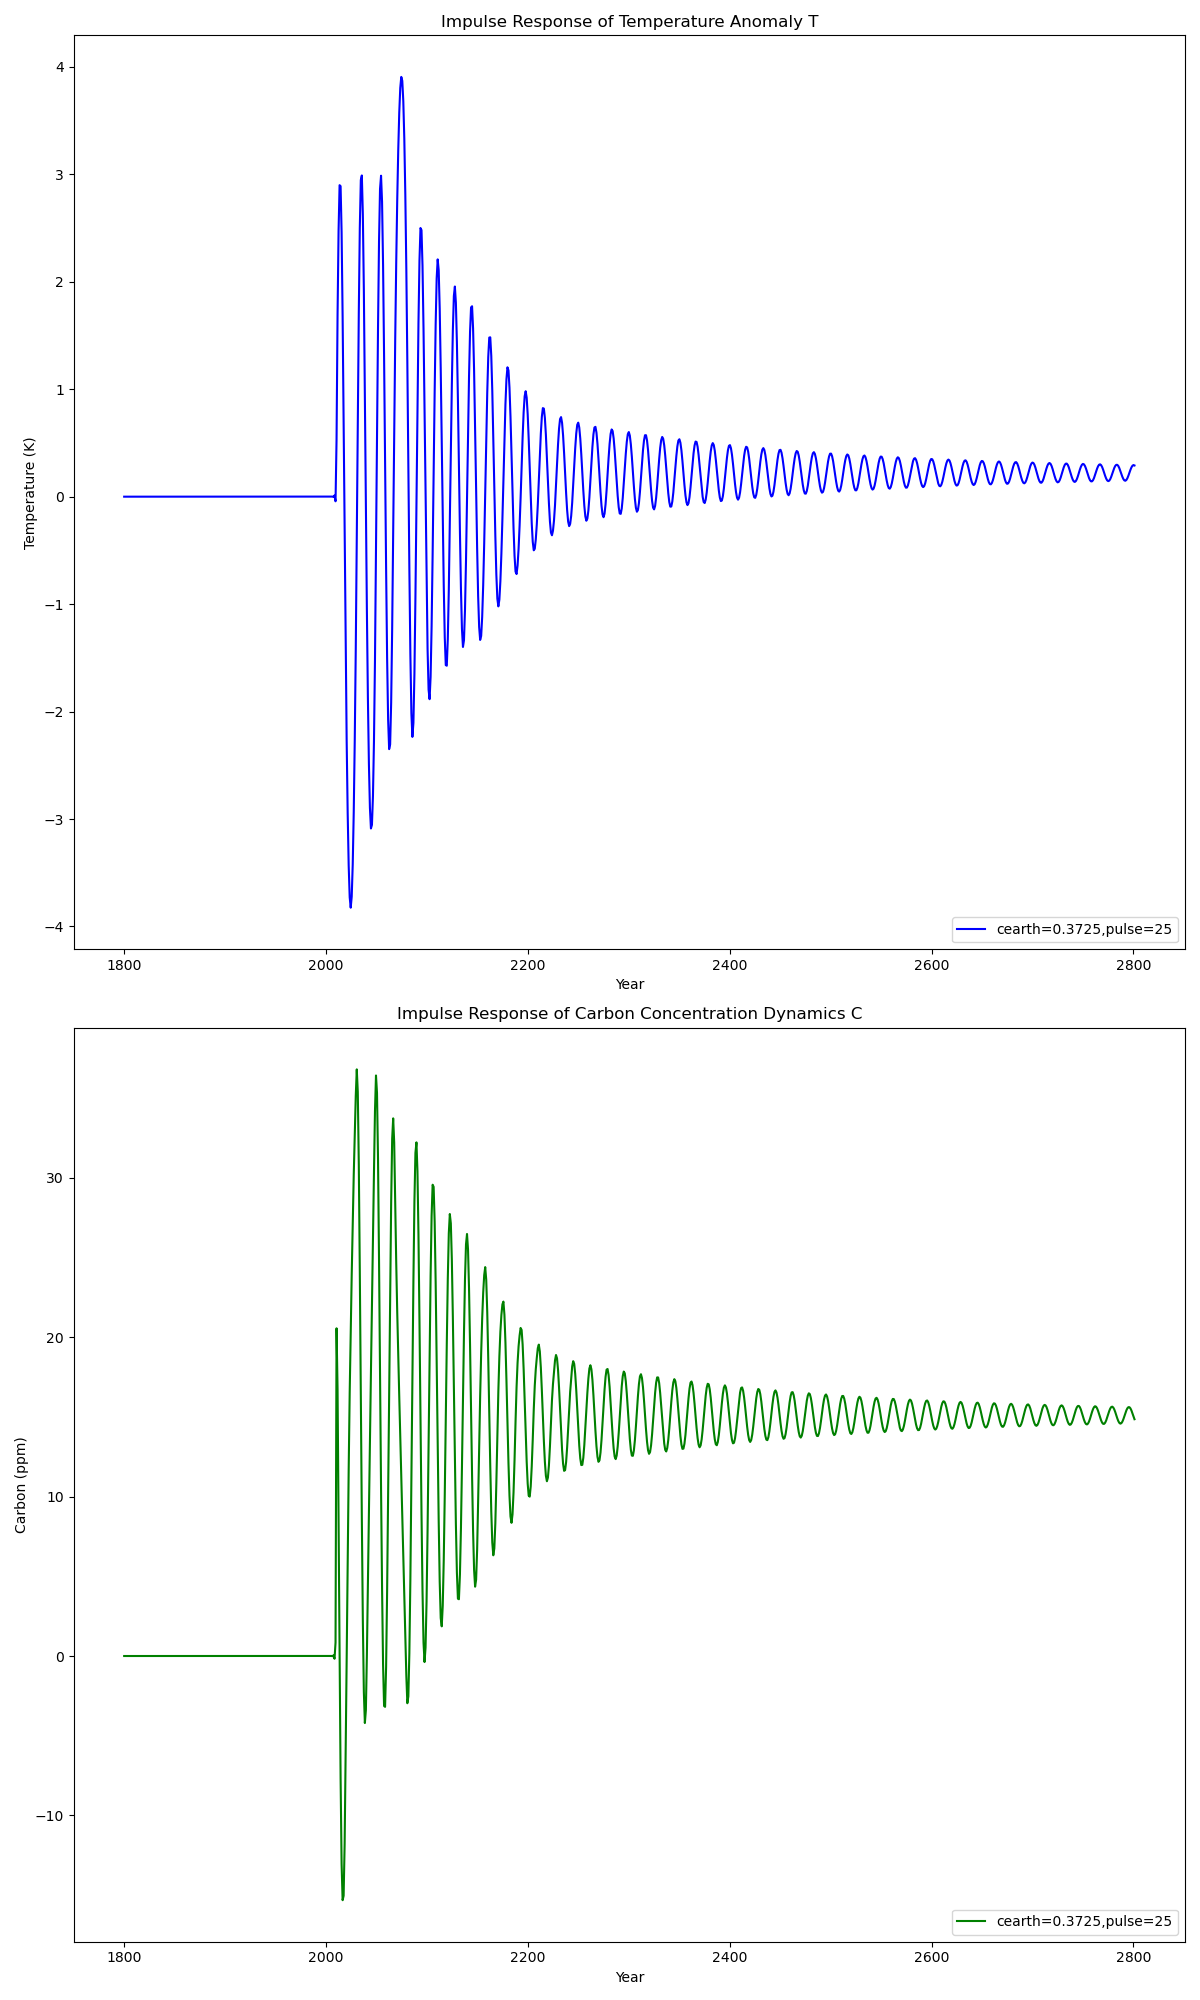 Impulse Response of Temperature Anomaly T
4
3
2
1
0
−1
−2
−3
−4
Temperature (K)
cearth=0.3725,pulse=25
1800 2000 2200 2400 2600 2800
Year
Impulse Response of Carbon Concentration Dynamics C
30
20
10
0
−10
Carbon (ppm)
cearth=0.3725,pulse=25
1800 2000 2200 2400 2600 2800
Year